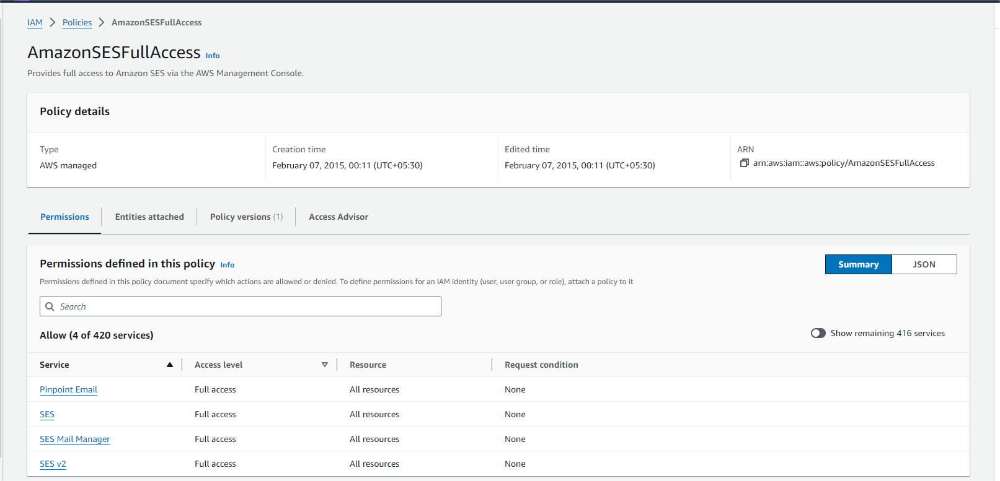 IAM > Policies > AmazonSESFullAccess
AmazonSESFullAccess Info
Provides full access to Amazon SES via the AWS Management Console.
Policy details
Type
AWS managed
Creation time
February 07, 2015, 00:11 (UTC+05:30)
Edited time
February 07, 2015, 00:11 (UTC+05:30)
ARN
arn:aws:iam::aws:policy/AmazonSESFullAccess
Permissions Entities attached Policy versions (1) Access Advisor
Permissions defined in this policy Info
Summary JSON
Permissions defined in this policy document specify which actions are allowed or denied. To define permissions for an IAM identity (user, user group, or role), attach a policy to it
Search
Allow (4 of 420 services)
Show remaining 416 services
Service Access level Resource Request condition
Pinpoint Email Full access All resources None
SES Full access All resources None
SES Mail Manager Full access All resources None
SES v2 Full access All resources None